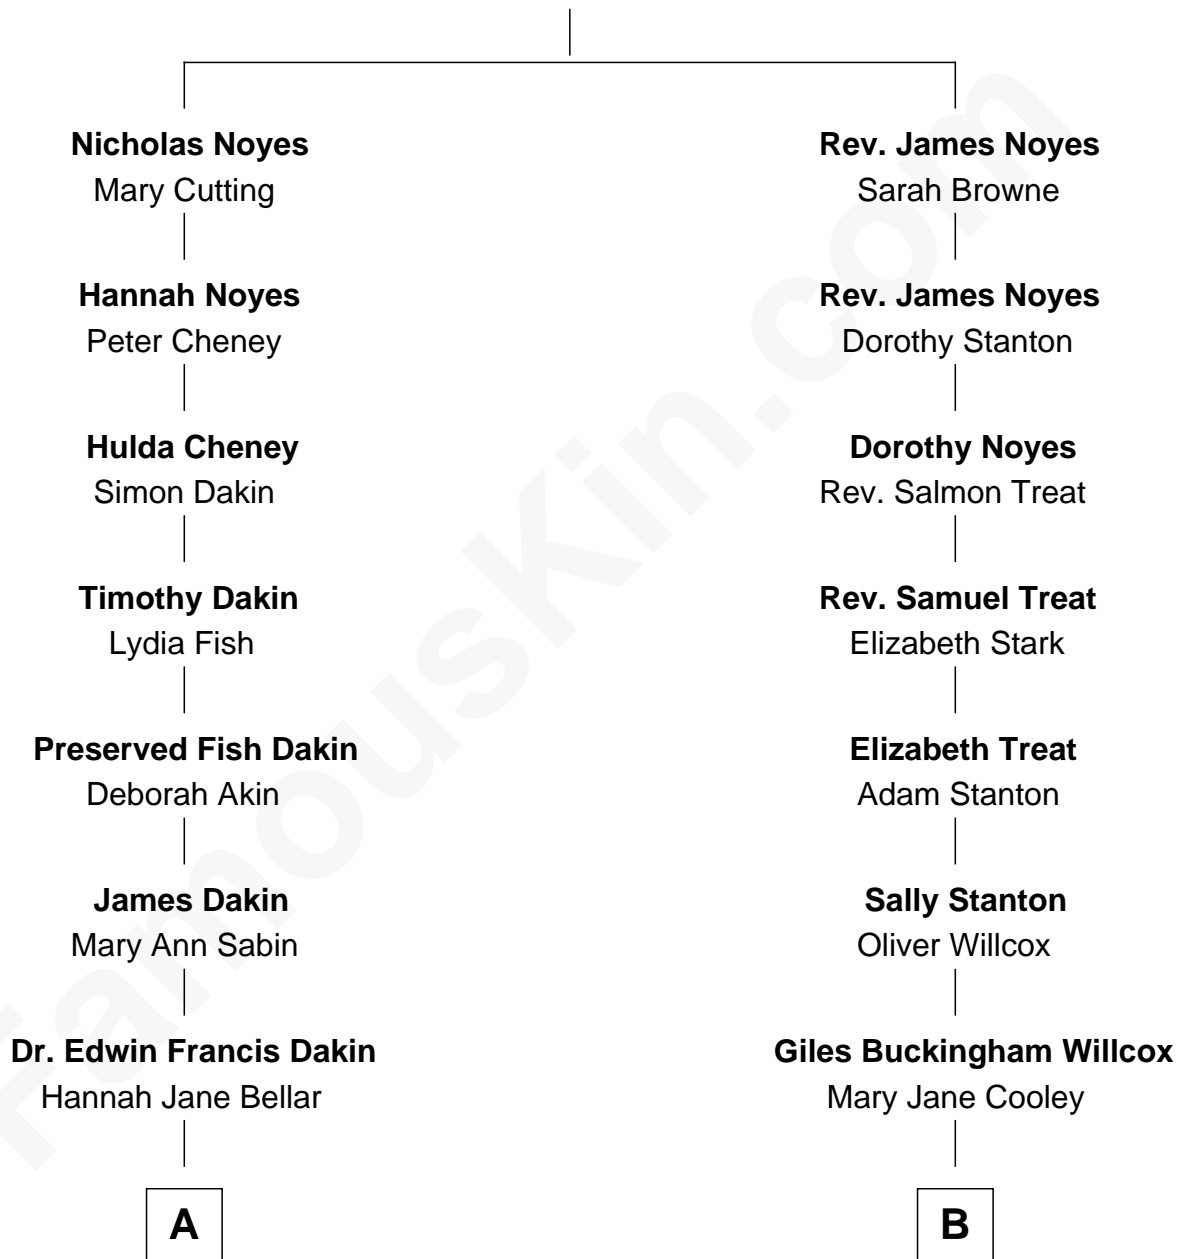 Nicholas Noyes
Mary Cutting
Hannah Noyes
Peter Cheney
Hulda Cheney
Simon Dakin
Timothy Dakin
Lydia Fish
Preserved Fish Dakin
Deborah Akin
James Dakin
Mary Ann Sabin
Dr. Edwin Francis Dakin
Hannah Jane Bellar
A
Rev. James Noyes
Sarah Browne
Rev. James Noyes
Dorothy Stanton
Dorothy Noyes
Rev. Salmon Treat
Rev. Samuel Treat
Elizabeth Stark
Elizabeth Treat
Adam Stanton
Sally Stanton
Oliver Willcox
Giles Buckingham Willcox
Mary Jane Cooley
B
FamousKin.com